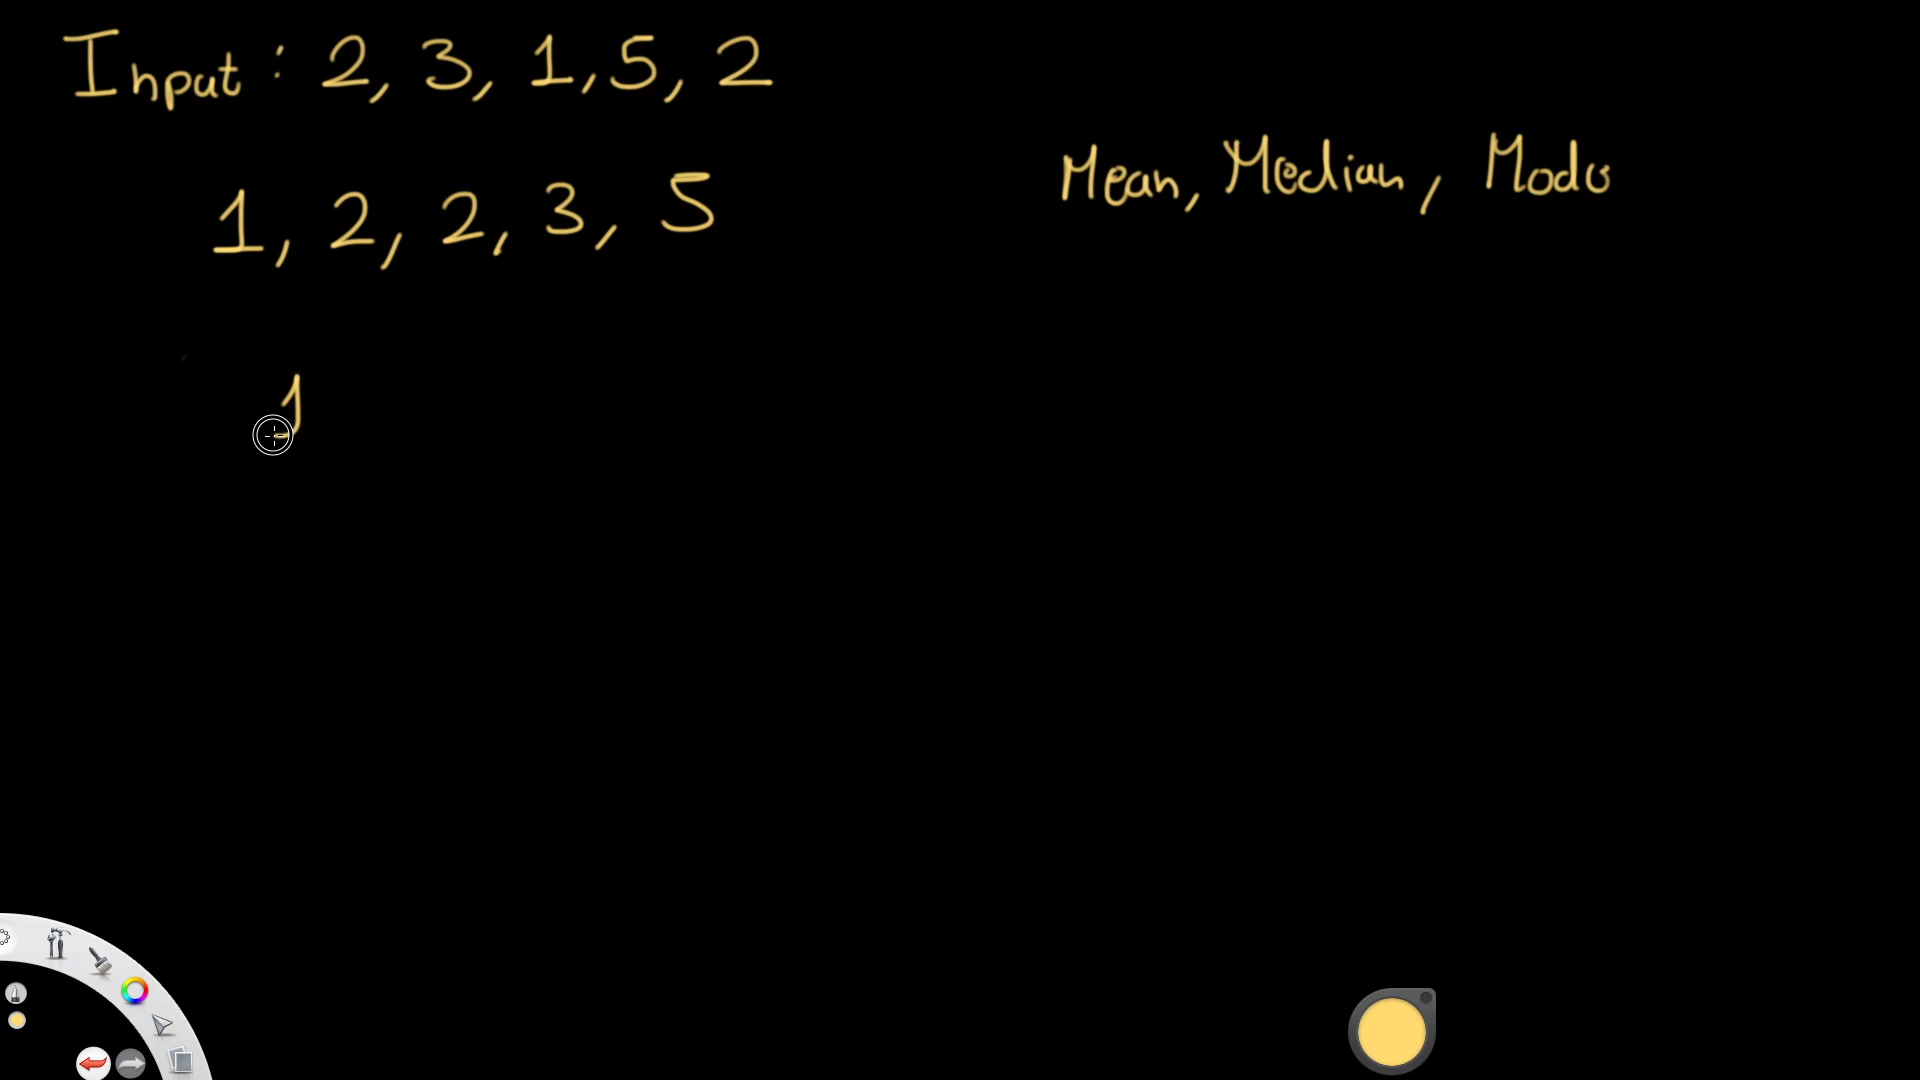 Input : 2, 3, 1, 5, 2
Mean, Median, Mode
1, 2, 2, 3, 5
1